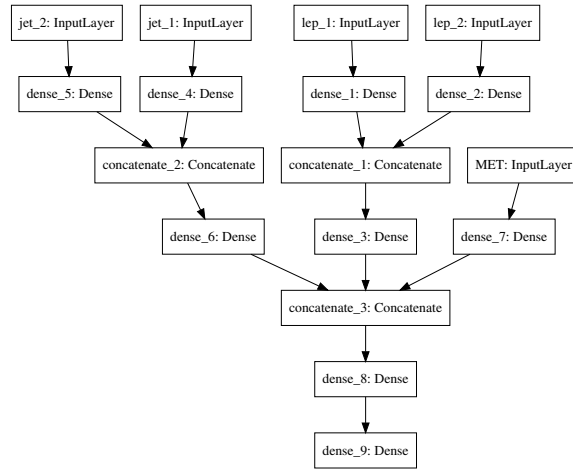 jet_2: InputLayer
jet_1: InputLayer
lep_1: InputLayer
lep_2: InputLayer
dense_5: Dense
dense_4: Dense
dense_1: Dense
dense_2: Dense
concatenate_2: Concatenate
concatenate_1: Concatenate
MET: InputLayer
dense_6: Dense
dense_3: Dense
dense_7: Dense
concatenate_3: Concatenate
dense_8: Dense
dense_9: Dense